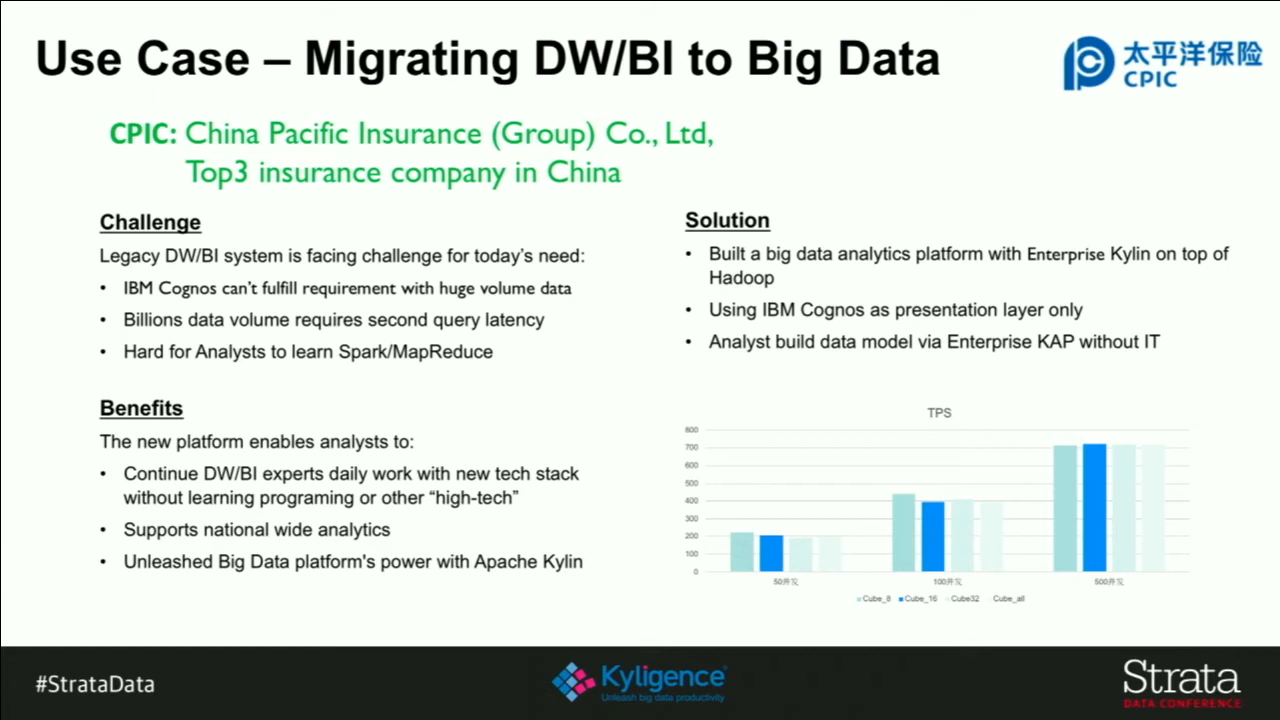 Use Case – Migrating DW/BI to Big Data
太平洋保险
CPIC
CPIC: China Pacific Insurance (Group) Co., Ltd,
Top3 insurance company in China
Challenge
Legacy DW/BI system is facing challenge for today's need:
• IBM Cognos can't fulfill requirement with huge volume data
• Billions data volume requires second query latency
• Hard for Analysts to learn Spark/MapReduce
Benefits
The new platform enables analysts to:
• Continue DW/BI experts daily work with new tech stack
without learning programing or other "high-tech"
• Supports national wide analytics
• Unleashed Big Data platform's power with Apache Kylin
Solution
• Built a big data analytics platform with Enterprise Kylin on top of
Hadoop
• Using IBM Cognos as presentation layer only
• Analyst build data model via Enterprise KAP without IT
TPS
800
700
600
500
400
300
200
100
0
50并发 100并发 500并发
Cube_8 Cube_16 Cube32 Cube_all
#StrataData
Kyligence
Unleash big data productivity
Strata
DATA CONFERENCE